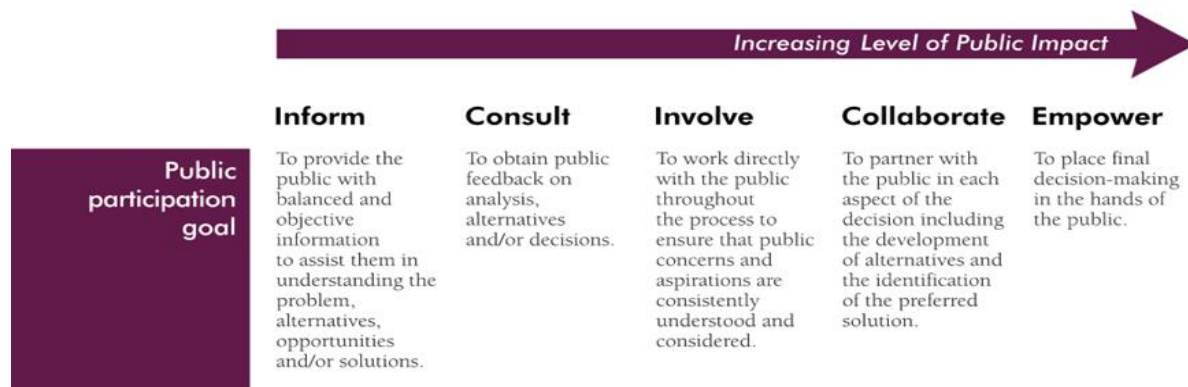 Increasing Level of Public Impact
Inform
Consult
Involve
Collaborate
Empower
Public
participation
goal
To provide the
public with
balanced and
objective
information
to assist them in
understanding the
problem,
alternatives,
opportunities
and/or solutions.
To obtain public
feedback on
analysis,
alternatives
and/or decisions.
To work directly
with the public
throughout
the process to
ensure that public
concerns and
aspirations are
consistently
understood and
considered.
To partner with
the public in each
aspect of the
decision including
the development
of alternatives and
the identification
of the preferred
solution.
To place final
decision-making
in the hands of
the public.